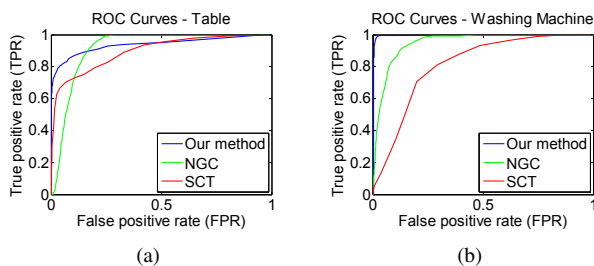 ROC Curves - Table
True positive rate (TPR)
1
0.8
0.6
0.4
0.2
0
0
0.5
1
Our method
NGC
SCT
False positive rate (FPR)
(a)
ROC Curves - Washing Machine
True positive rate (TPR)
1
0.8
0.6
0.4
0.2
0
0
0.5
1
Our method
NGC
SCT
False positive rate (FPR)
(b)